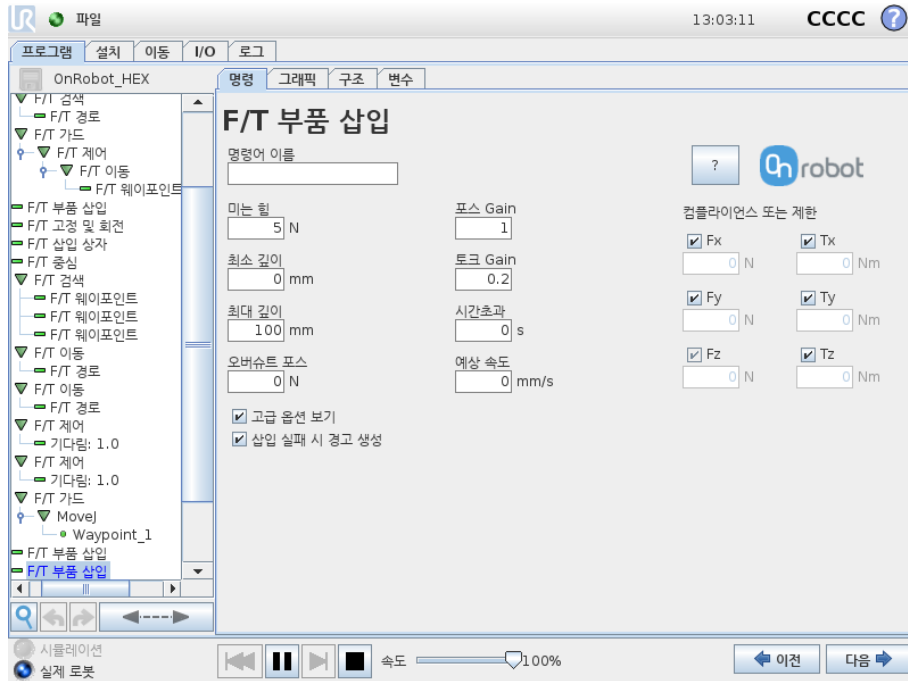 파일
13:03:11
CCCC
?
프로그램 설치 이동 I/O 로그
OnRobot_HEX
명령 그래픽 구조 변수
F/T 검색
F/T 경로
F/T 가드
F/T 제어
F/T 이동
F/T 웨이포인트
F/T 부품 삽입
F/T 고정 및 회전
F/T 삽입 상자
F/T 중심
F/T 검색
F/T 웨이포인트
F/T 웨이포인트
F/T 웨이포인트
F/T 이동
F/T 경로
F/T 이동
F/T 경로
F/T 제어
기다림: 1.0
F/T 제어
기다림: 1.0
F/T 가드
MoveJ
Waypoint_1
F/T 부품 삽입
F/T 부품 삽입
F/T 부품 삽입
명령어 이름
?
On robot
미는 힘
5 N
포스 Gain
1
최소 깊이
0 mm
토크 Gain
0.2
최대 깊이
100 mm
시간초과
0 s
오버슈트 포스
0 N
예상 속도
0 mm/s
고급 옵션 보기
삽입 실패 시 경고 생성
컴플라이언스 또는 제한
Fx Tx
0 N 0 Nm
Fy Ty
0 N 0 Nm
Fz Tz
0 N 0 Nm
시뮬레이션
실제 로봇
속도 100%
이전
다음